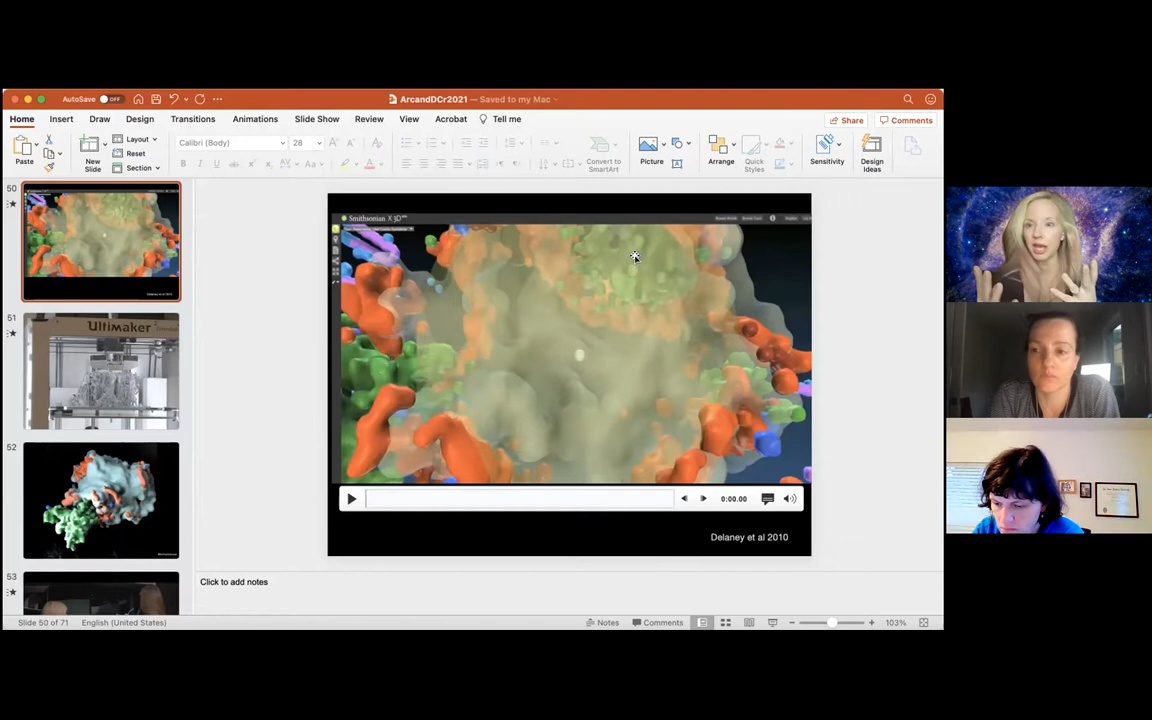 AutoSave OFF
ArcandDCr2021 — Saved to my Mac
Home Insert Draw Design Transitions Animations Slide Show Review View Acrobat Tell me
Share Comments
Paste
New Slide
Layout
Reset
Section
Calibri (Body) 28
Convert to SmartArt
Picture
Arrange
Quick Styles
Sensitivity
Design Ideas
50
51
Ultimaker
52
53
Smithsonian X 3D
0:00.00
Delaney et al 2010
Click to add notes
Slide 50 of 71 English (United States)
Notes Comments 103%